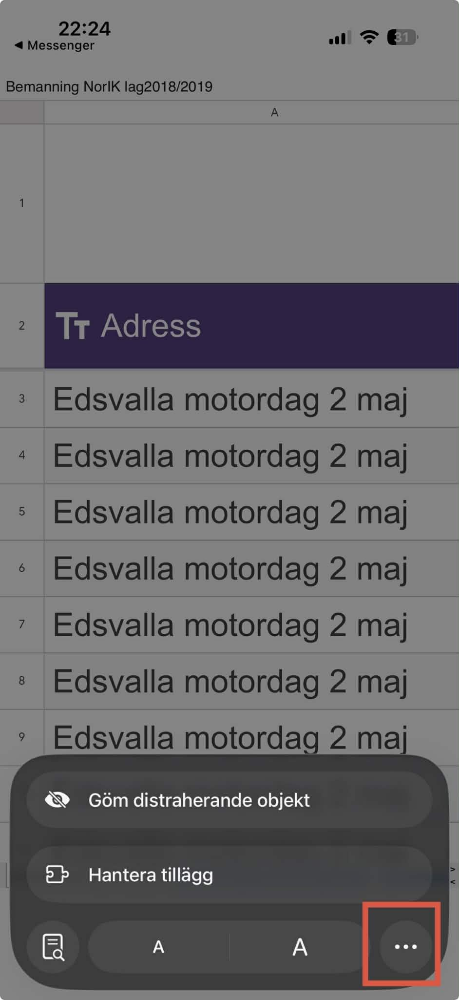 22:24
◀ Messenger
31
Bemanning NorIK lag2018/2019
A
1
2 Tт Adress
3 Edsvalla motordag 2 maj
4 Edsvalla motordag 2 maj
5 Edsvalla motordag 2 maj
6 Edsvalla motordag 2 maj
7 Edsvalla motordag 2 maj
8 Edsvalla motordag 2 maj
9 Edsvalla motordag 2 maj
Göm distraherande objekt
Hantera tillägg
A A